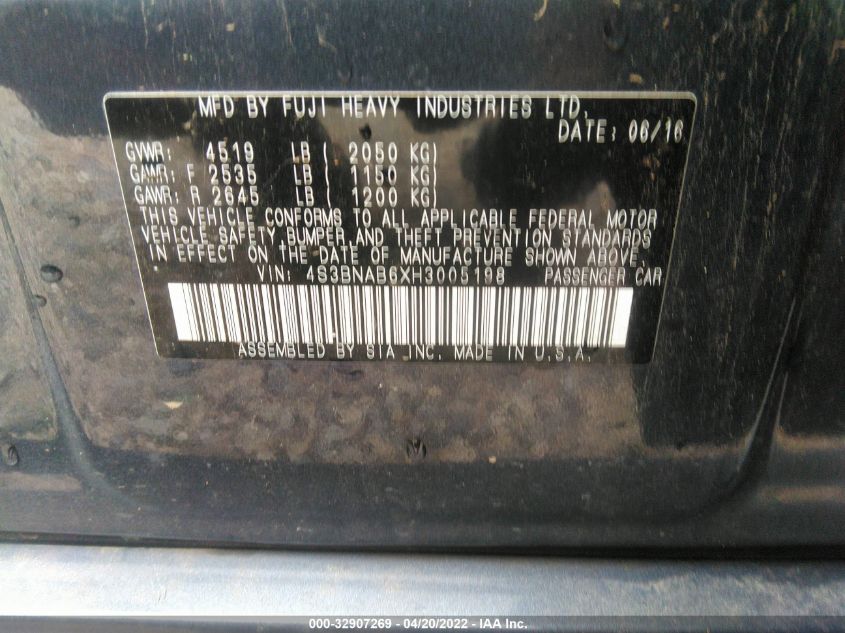 MFD BY FUJI HEAVY INDUSTRIES LTD.
DATE: 06/16
GVWR: 4519 LB ( 2050 KG)
GAWR: F 2535 LB ( 1150 KG)
GAWR: R 2645 LB ( 1200 KG)
THIS VEHICLE CONFORMS TO ALL APPLICABLE FEDERAL MOTOR
VEHICLE SAFETY, BUMPER, AND THEFT PREVENTION STANDARDS
IN EFFECT ON THE DATE OF MANUFACTURE SHOWN ABOVE.
VIN: 4S3BNAB6XH3005198 PASSENGER CAR
ASSEMBLED BY SIA INC. MADE IN U.S.A.
000-32907269 - 04/20/2022 - IAA Inc.